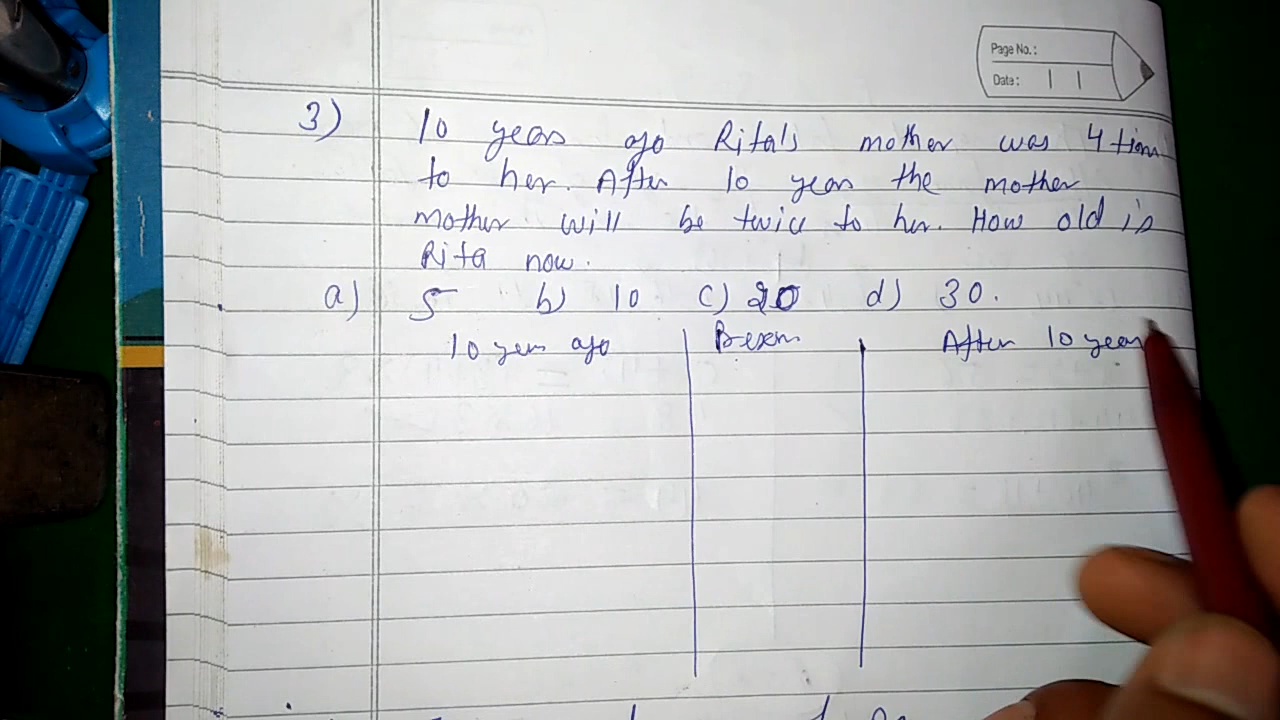 Page No.:
Date:
3) 10 years ago Rita's mother was 4 times
to her. After 10 years the mother
mother will be twice to her. How old is
Rita now.
a) 5 b) 10 c) 20 d) 30.
10 years ago After 10 years